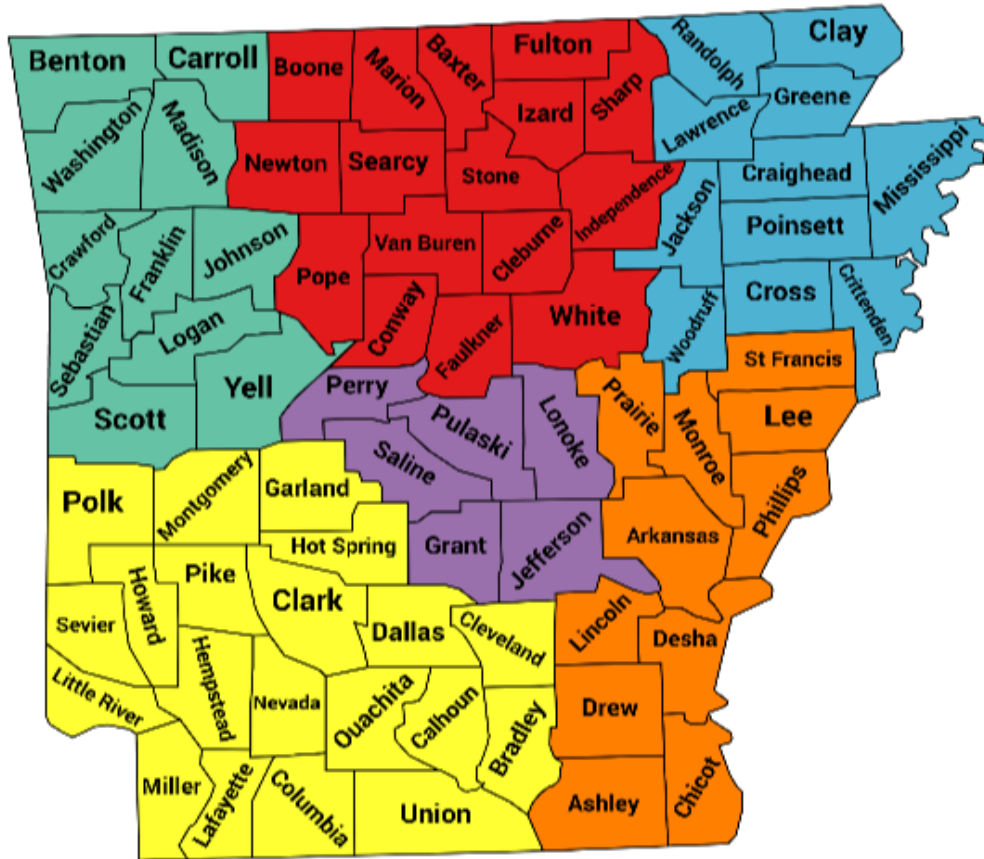 Benton
Carroll
Boone
Marion
Baxter
Fulton
Sharp
Randolph
Clay
Greene
Lawrence
Izard
Washington
Madison
Newton
Searcy
Stone
Independence
Craighead
Mississippi
Jackson
Poinsett
Crawford
Franklin
Johnson
Pope
Van Buren
Cleburne
White
Woodruff
Cross
Crittenden
Sebastian
Logan
Conway
Faulkner
Scott
Yell
Perry
Pulaski
Lonoke
Prairie
Monroe
St Francis
Lee
Phillips
Saline
Polk
Montgomery
Garland
Hot Spring
Grant
Jefferson
Arkansas
Howard
Pike
Clark
Dallas
Cleveland
Lincoln
Desha
Sevier
Little River
Hempstead
Nevada
Ouachita
Calhoun
Bradley
Drew
Chicot
Miller
Lafayette
Columbia
Union
Ashley